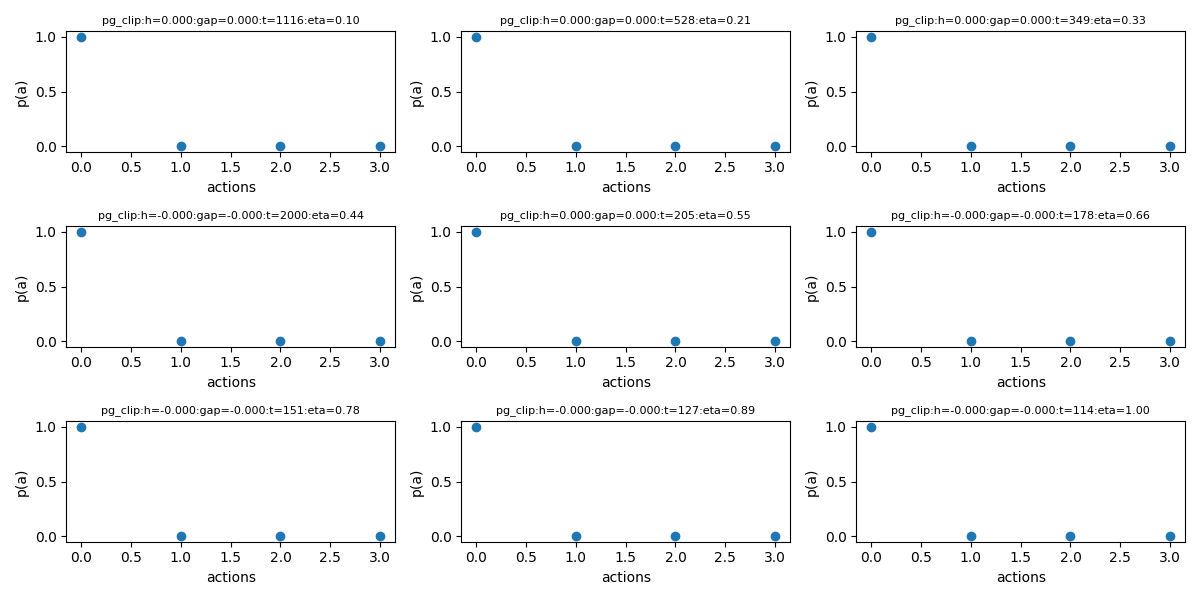 pg_clip:h=0.000:gap=0.000:t=1116:eta=0.10
pg_clip:h=0.000:gap=0.000:t=528:eta=0.21
pg_clip:h=0.000:gap=0.000:t=349:eta=0.33
1.0
0.5
0.0
p(a)
0.0 0.5 1.0 1.5 2.0 2.5 3.0
actions
1.0
0.5
0.0
p(a)
0.0 0.5 1.0 1.5 2.0 2.5 3.0
actions
1.0
0.5
0.0
p(a)
0.0 0.5 1.0 1.5 2.0 2.5 3.0
actions
pg_clip:h=-0.000:gap=-0.000:t=2000:eta=0.44
pg_clip:h=0.000:gap=0.000:t=205:eta=0.55
pg_clip:h=-0.000:gap=-0.000:t=178:eta=0.66
1.0
0.5
0.0
p(a)
0.0 0.5 1.0 1.5 2.0 2.5 3.0
actions
1.0
0.5
0.0
p(a)
0.0 0.5 1.0 1.5 2.0 2.5 3.0
actions
1.0
0.5
0.0
p(a)
0.0 0.5 1.0 1.5 2.0 2.5 3.0
actions
pg_clip:h=-0.000:gap=-0.000:t=151:eta=0.78
pg_clip:h=-0.000:gap=-0.000:t=127:eta=0.89
pg_clip:h=-0.000:gap=-0.000:t=114:eta=1.00
1.0
0.5
0.0
p(a)
0.0 0.5 1.0 1.5 2.0 2.5 3.0
actions
1.0
0.5
0.0
p(a)
0.0 0.5 1.0 1.5 2.0 2.5 3.0
actions
1.0
0.5
0.0
p(a)
0.0 0.5 1.0 1.5 2.0 2.5 3.0
actions